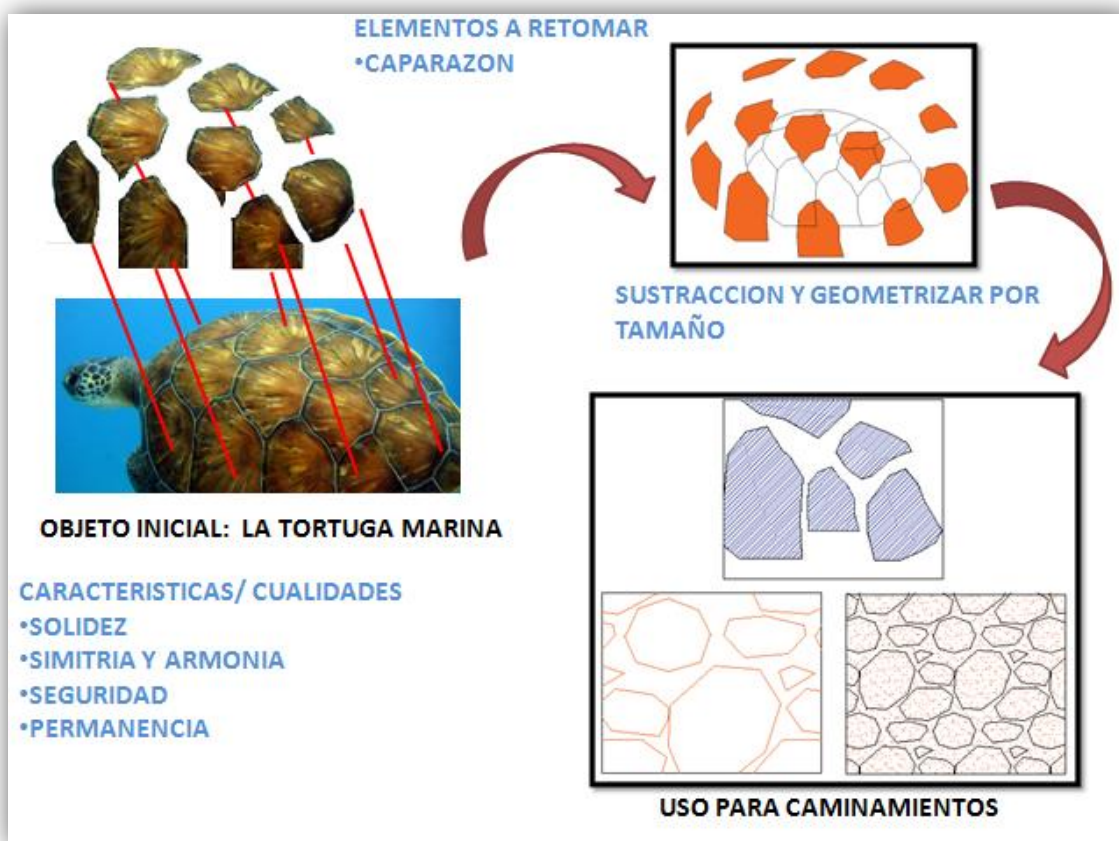 ELEMENTOS A RETOMAR
•CAPARAZON
SUSTRACCION Y GEOMETRIZAR POR
TAMAÑO
OBJETO INICIAL: LA TORTUGA MARINA
CARACTERISTICAS/ CUALIDADES
•SOLIDEZ
•SIMITRIA Y ARMONIA
•SEGURIDAD
•PERMANENCIA
USO PARA CAMINAMIENTOS